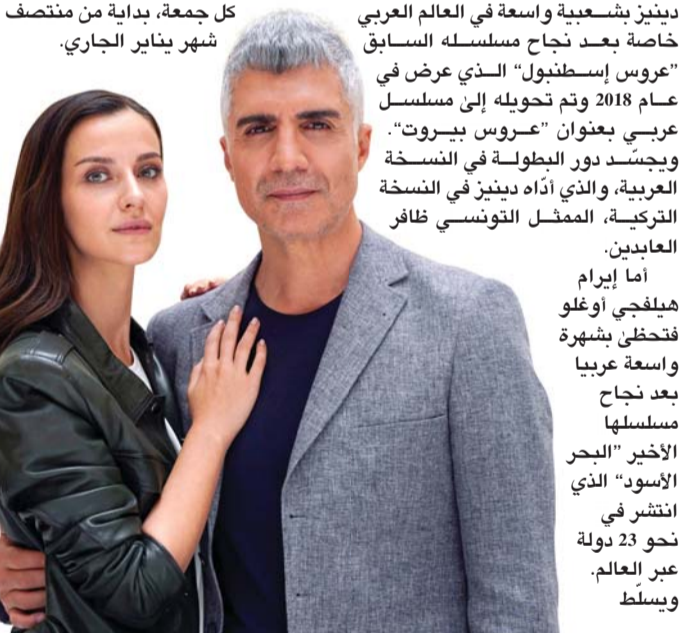 دينيز بشعبية واسعة في العالم العربي
خاصة بعد نجاح مسلسله السابق
”عروس إسطنبول“ الذي عرض في
عام 2018 وتم تحويله إلى مسلسل
عربي بعنوان ”عروس بيروت“.
ويجسّد دور البطولة في النسخة
العربية، والذي أدّاه دينيز في النسخة
التركية، الممثل التونسي ظافر
العابدين.
أما إيرام
هيلفجي أوغلو
فتحظى بشهرة
واسعة عربيا
بعد نجاح
مسلسلها
الأخير ”البحر
الأسود“ الذي
انتشر في
نحو 23 دولة
عبر العالم.
ويسلّط
كل جمعة، بداية من منتصف
شهر يناير الجاري.